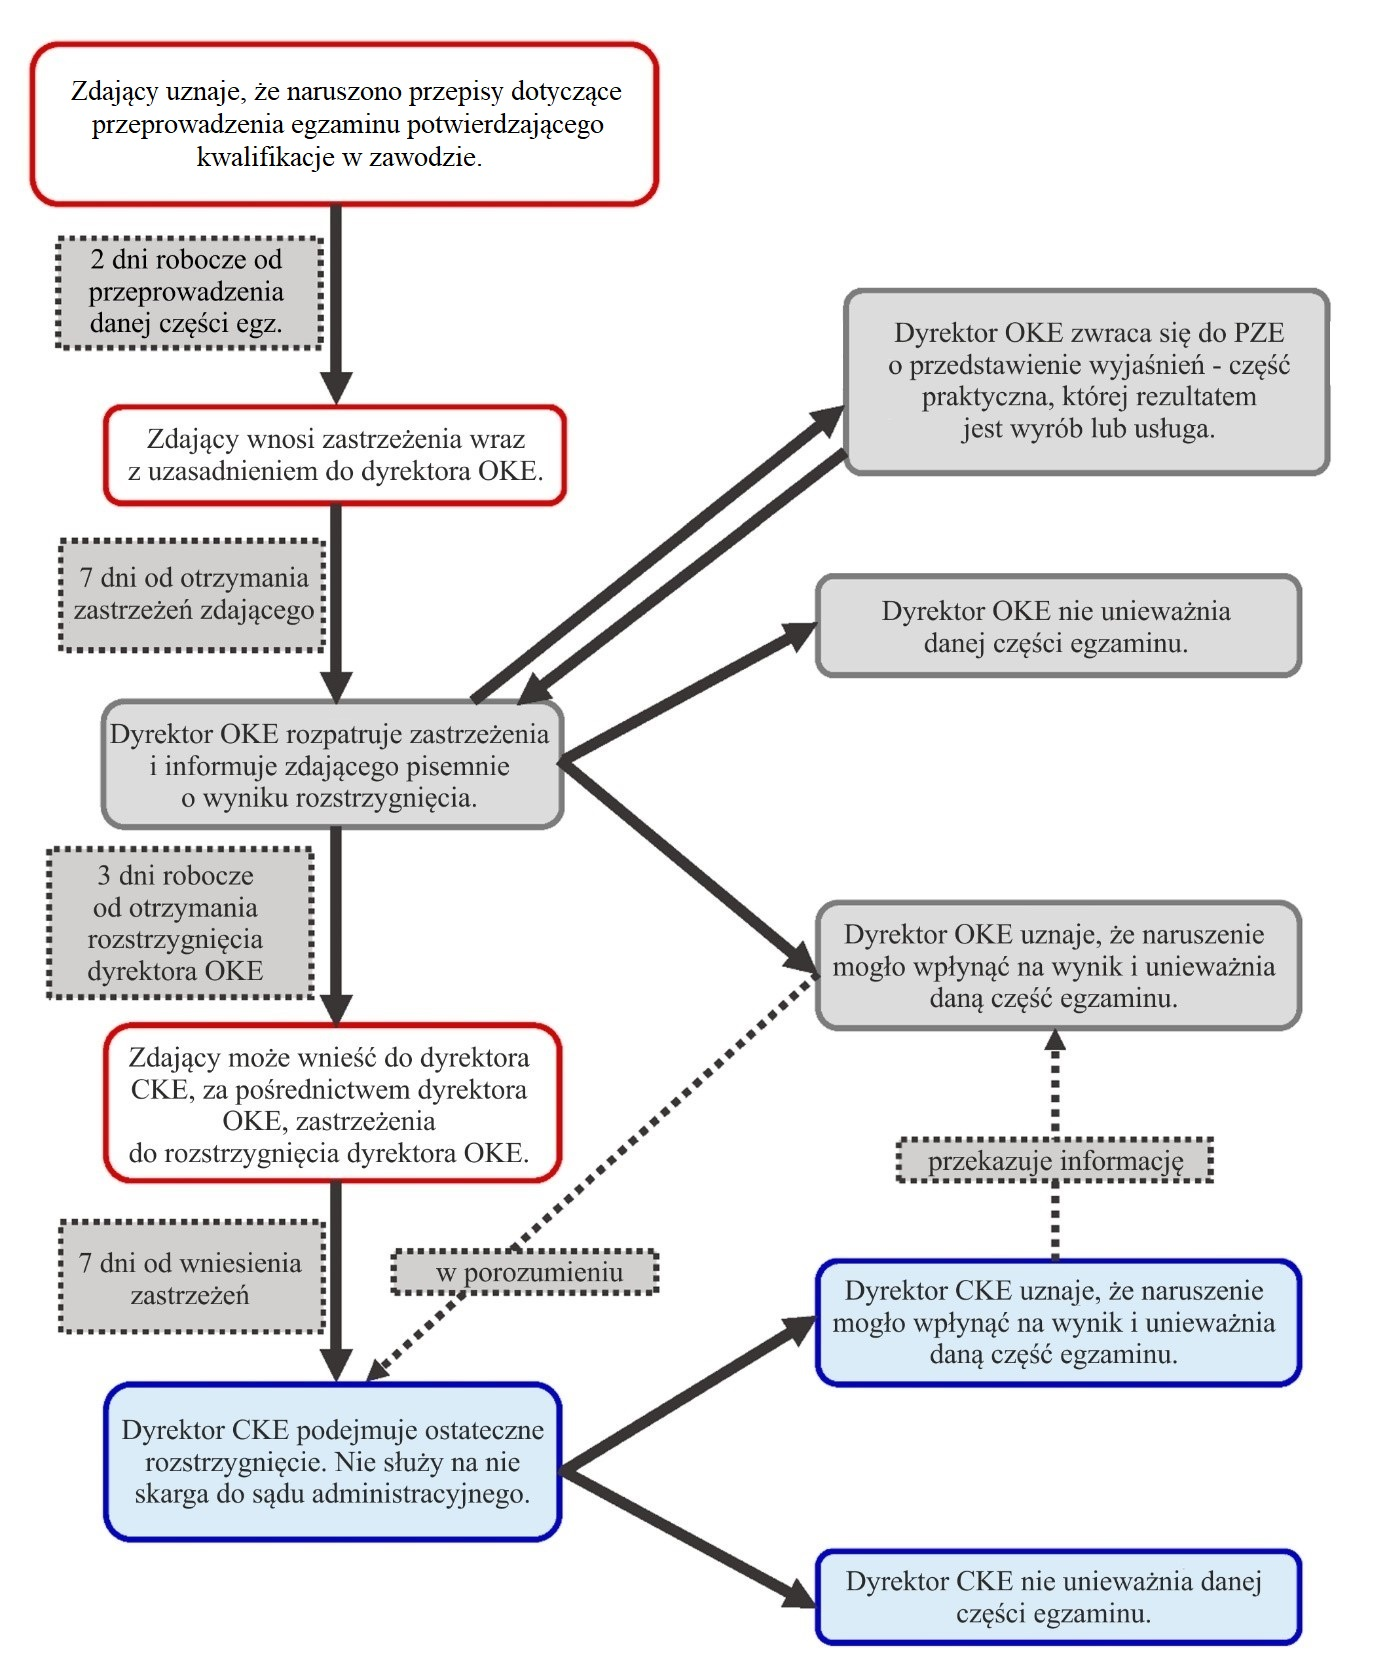 Zdający uznaje, że naruszono przepisy dotyczące
przeprowadzenia egzaminu potwierdzającego
kwalifikacje w zawodzie.
2 dni robocze od
przeprowadzenia
danej części egz.
Zdający wnosi zastrzeżenia wraz
z uzasadnieniem do dyrektora OKE.
Dyrektor OKE zwraca się do PZE
o przedstawienie wyjaśnień - część
praktyczna, której rezultatem
jest wyrób lub usługa.
7 dni od otrzymania
zastrzeżeń zdającego
Dyrektor OKE nie unieważnia
danej części egzaminu.
Dyrektor OKE rozpatruje zastrzeżenia
i informuje zdającego pisemnie
o wyniku rozstrzygnięcia.
3 dni robocze
od otrzymania
rozstrzygnięcia
dyrektora OKE
Dyrektor OKE uznaje, że naruszenie
mogło wpłynąć na wynik i unieważnia
daną część egzaminu.
Zdający może wnieść do dyrektora
CKE, za pośrednictwem dyrektora
OKE, zastrzeżenia
do rozstrzygnięcia dyrektora OKE.
przekazuje informację
7 dni od wniesienia
zastrzeżeń
w porozumieniu
Dyrektor CKE uznaje, że naruszenie
mogło wpłynąć na wynik i unieważnia
daną część egzaminu.
Dyrektor CKE podejmuje ostateczne
rozstrzygnięcie. Nie służy na nie
skarga do sądu administracyjnego.
Dyrektor CKE nie unieważnia danej
części egzaminu.